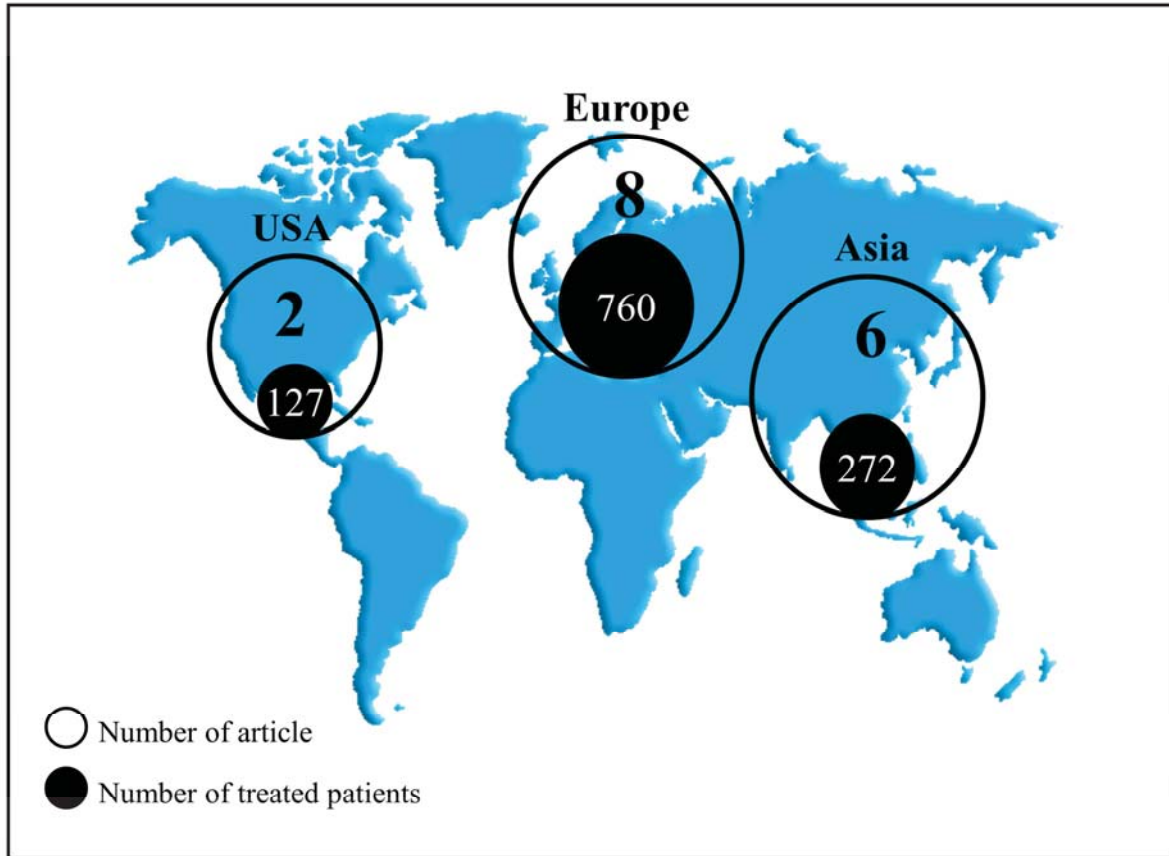 Europe
8
760
USA
2
127
Asia
6
272
Number of article
Number of treated patients